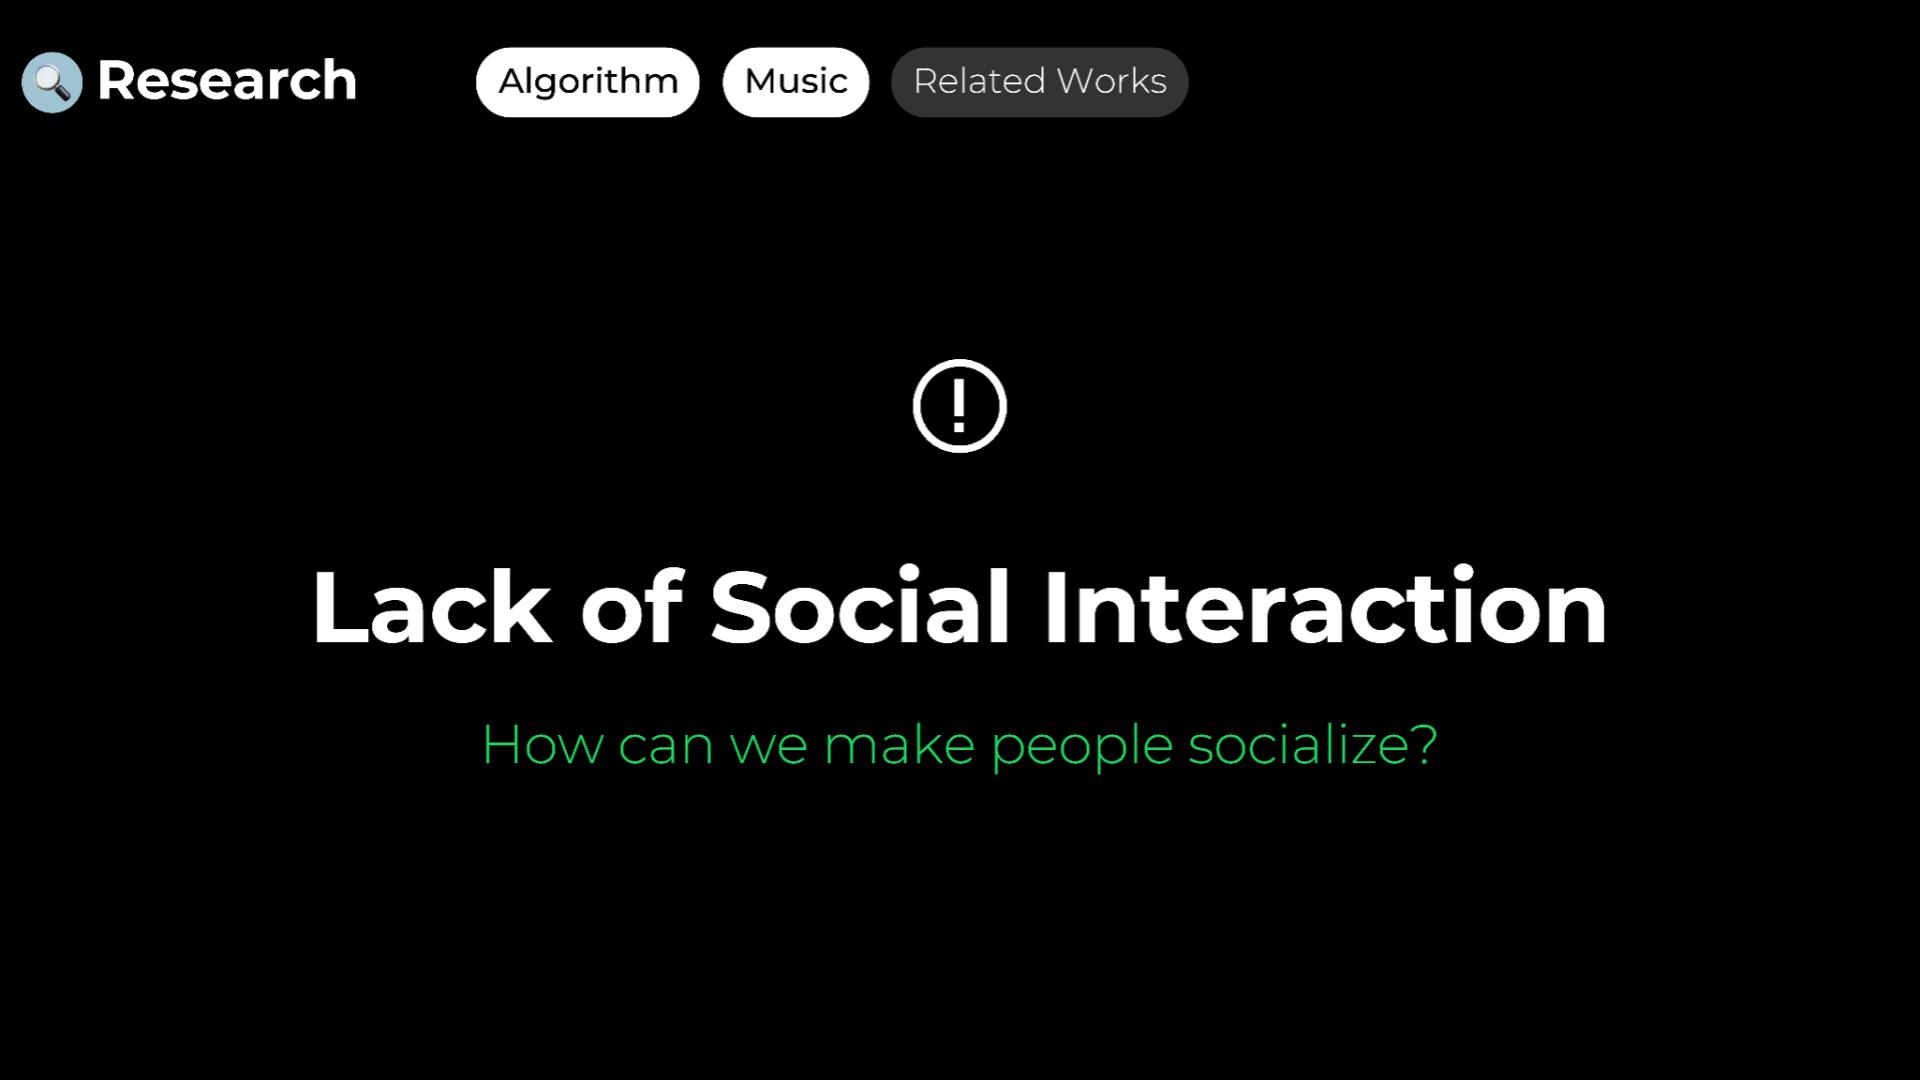 Research
Algorithm
Music
Related Works
Lack of Social Interaction
How can we make people socialize?